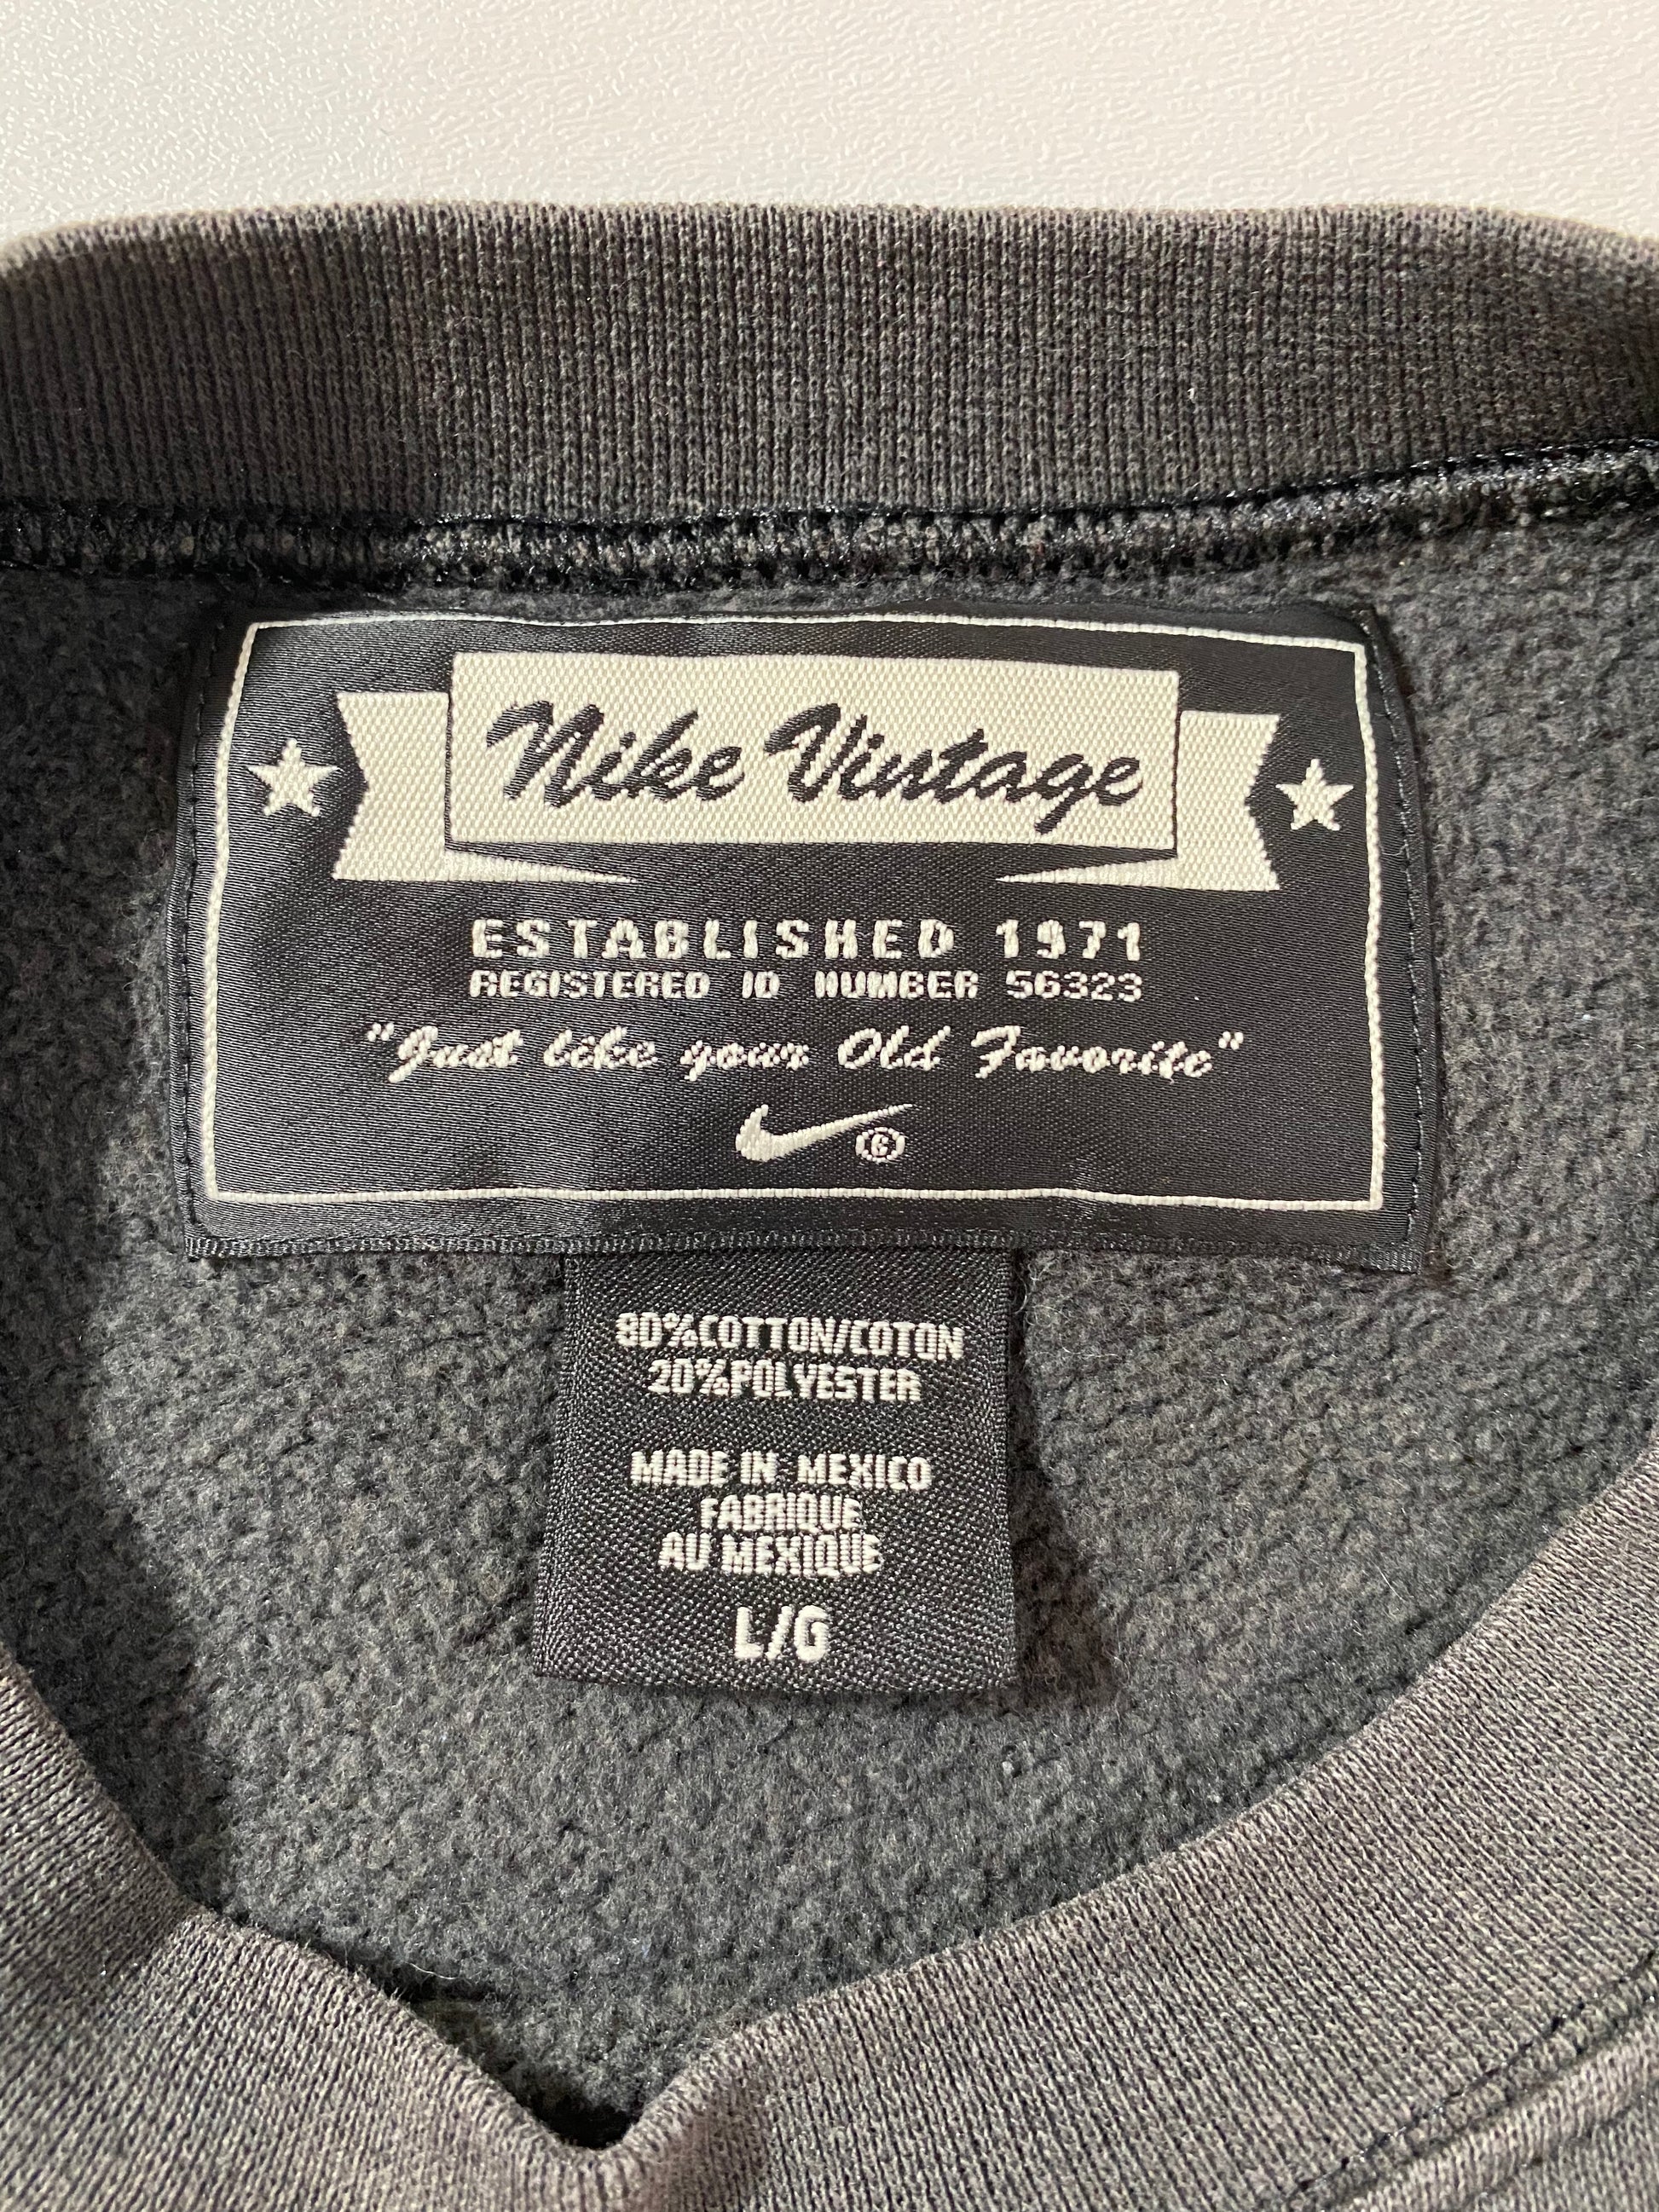 Nike Vintage
ESTABLISHED 1971
REGISTERED ID NUMBER 56323
"Just like your Old Favorite"
®
80%COTTON/COTON
20%POLYESTER
MADE IN MEXICO
FABRIQUE
AU MEXIQUE
L/G